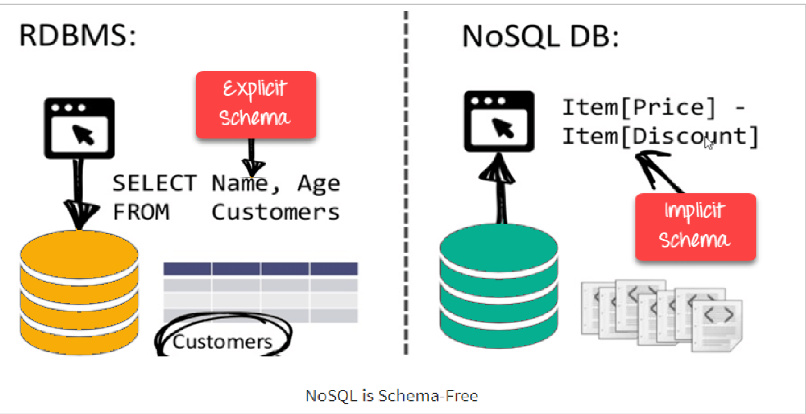 RDBMS:
Explicit
Schema
SELECT Name, Age
FROM Customers
Customers
NoSQL DB:
Item[Price] -
Item[Discount]
Implicit
Schema
NoSQL is Schema-Free